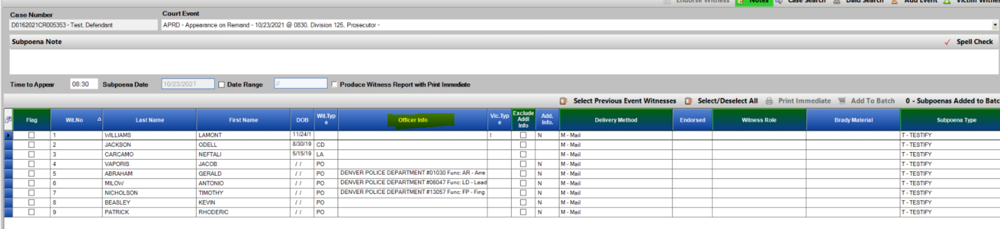 Endorse Witness Notes Case Search Daid Search Add Event Victim Witness
Case Number Court Event
D0162021CR005353 - Test, Defendant APRD - Appearance on Remand - 10/23/2021 @ 0830, Division 125, Prosecutor -
Subpoena Note Spell Check
Time to Appear 08:30 Subpoena Date 10/23/2021 Date Range // Produce Witness Report with Print Immediate
Select Previous Event Witnesses Select/Deselect All Print Immediate Add To Batch 0 - Subpoenas Added to Batc
Flag Wit.No Last Name First Name DOB Wit.Typ e Officer Info Vic.Typ e Exclude Addl Info Add. Info. Delivery Method Endorsed Witness Role Brady Material Subpoena Type
1 WILLIAMS LAMONT 11/24/1 I N M - Mail T - TESTIFY
2 JACKSON ODELL 8/30/19 CD M - Mail T - TESTIFY
3 CARCAMO NEFTALI 5/15/19 LA M - Mail T - TESTIFY
4 VAPORIS JACOB / / PO N M - Mail T - TESTIFY
5 ABRAHAM GERALD / / PO DENVER POLICE DEPARTMENT #01030 Func: AR - Arre N M - Mail T - TESTIFY
6 MILOW ANTONIO / / PO DENVER POLICE DEPARTMENT #06047 Func: LD - Lead N M - Mail T - TESTIFY
7 NICHOLSON TIMOTHY / / PO DENVER POLICE DEPARTMENT #13057 Func: FP - Fing N M - Mail T - TESTIFY
8 BEASLEY KEVIN / / PO N M - Mail T - TESTIFY
9 PATRICK RHODERIC / / PO N M - Mail T - TESTIFY